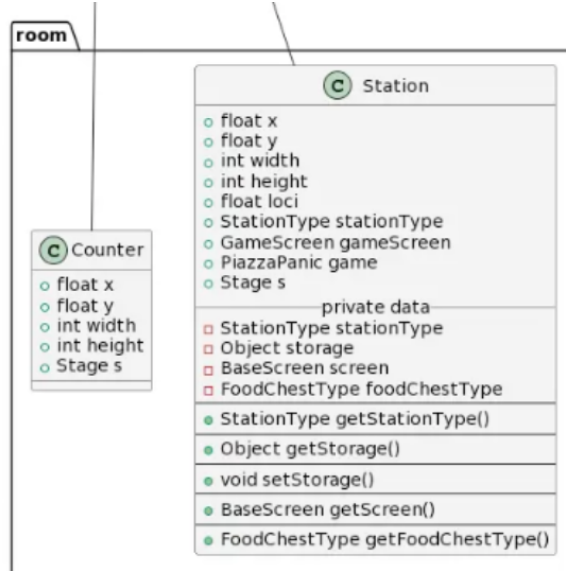 room
C Station
float x
float y
int width
int height
float loci
StationType stationType
GameScreen gameScreen
PiazzaPanic game
Stage s
private data
StationType stationType
Object storage
BaseScreen screen
FoodChestType foodChestType
StationType getStationType()
Object getStorage()
void setStorage()
BaseScreen getScreen()
FoodChestType getFoodChestType()
C Counter
float x
float y
int width
int height
Stage s